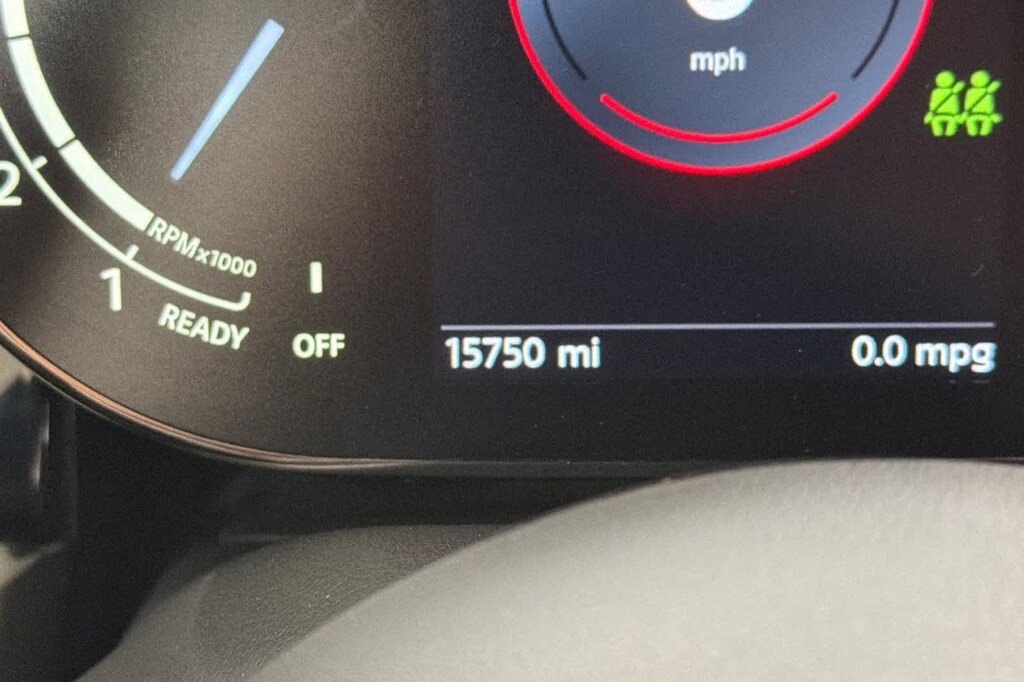 mph
2
RPMx1000
1
READY
OFF
15750 mi
0.0 mpg